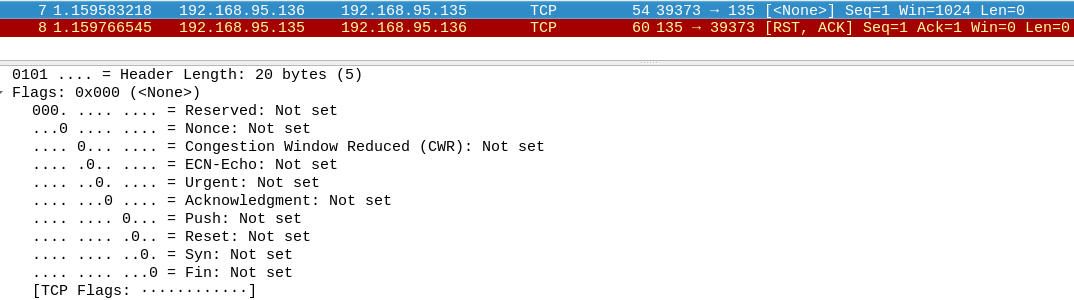 7 1.159583218 192.168.95.136 192.168.95.135 TCP 54 39373 → 135 [<None>] Seq=1 Win=1024 Len=0
8 1.159766545 192.168.95.135 192.168.95.136 TCP 60 135 → 39373 [RST, ACK] Seq=1 Ack=1 Win=0 Len=0
0101 .... = Header Length: 20 bytes (5)
Flags: 0x000 (<None>)
000. .... .... = Reserved: Not set
...0 .... .... = Nonce: Not set
.... 0... .... = Congestion Window Reduced (CWR): Not set
.... .0.. .... = ECN-Echo: Not set
.... ..0. .... = Urgent: Not set
.... ...0 .... = Acknowledgment: Not set
.... .... 0... = Push: Not set
.... .... .0.. = Reset: Not set
.... .... ..0. = Syn: Not set
.... .... ...0 = Fin: Not set
[TCP Flags: ············]